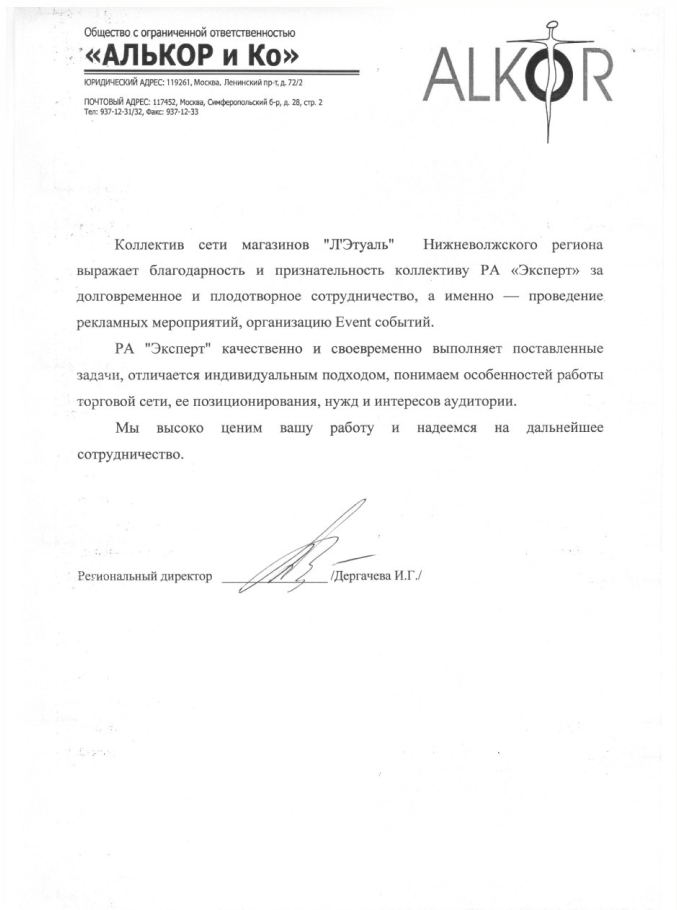 Общество с ограниченной ответственностью
«АЛЬКОР и Ко»
ЮРИДИЧЕСКИЙ АДРЕС: 119261, Москва, Ленинский пр-т, д. 72/2
ПОЧТОВЫЙ АДРЕС: 117452, Москва, Симферопольский б-р, д. 28, стр. 2
Тел: 937-12-31/32, Факс: 937-12-33
ALKOR
Коллектив сети магазинов "Л'Этуаль" Нижневолжского региона
выражает благодарность и признательность коллективу РА «Эксперт» за
долговременное и плодотворное сотрудничество, а именно — проведение
рекламных мероприятий, организацию Event событий.
РА "Эксперт" качественно и своевременно выполняет поставленные
задачи, отличается индивидуальным подходом, понимаем особенностей работы
торговой сети, ее позиционирования, нужд и интересов аудитории.
Мы высоко ценим вашу работу и надеемся на дальнейшее
сотрудничество.
Региональный директор ________________ /Дергачева И.Г./